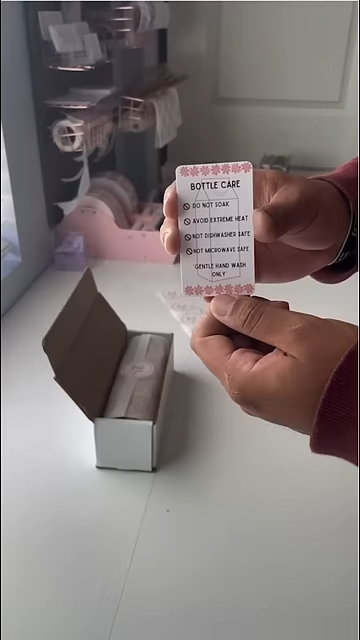 BOTTLE CARE
DO NOT SOAK
AVOID EXTREME HEAT
NOT DISHWASHER SAFE
NOT MICROWAVE SAFE
*GENTLE HAND WASH
ONLY*